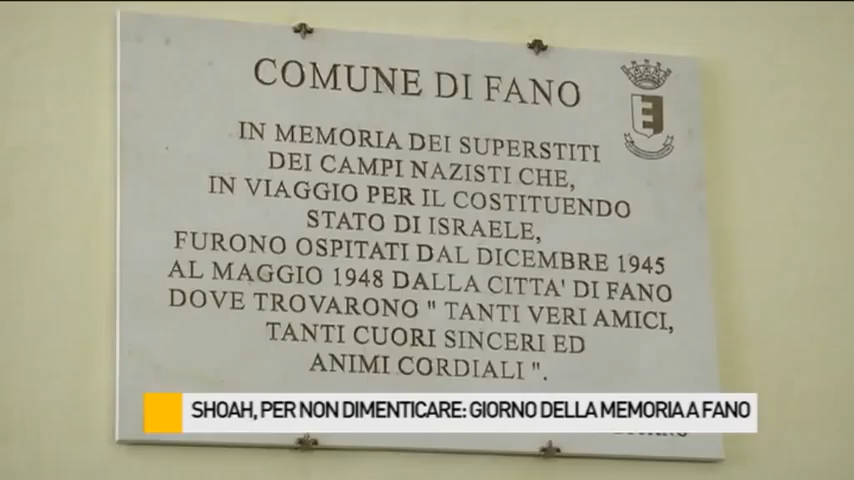 COMUNE DI FANO
IN MEMORIA DEI SUPERSTITI
DEI CAMPI NAZISTI CHE,
IN VIAGGIO PER IL COSTITUENDO
STATO DI ISRAELE,
FURONO OSPITATI DAL DICEMBRE 1945
AL MAGGIO 1948 DALLA CITTA' DI FANO
DOVE TROVARONO " TANTI VERI AMICI,
TANTI CUORI SINCERI ED
ANIMI CORDIALI ".
SHOAH, PER NON DIMENTICARE: GIORNO DELLA MEMORIA A FANO